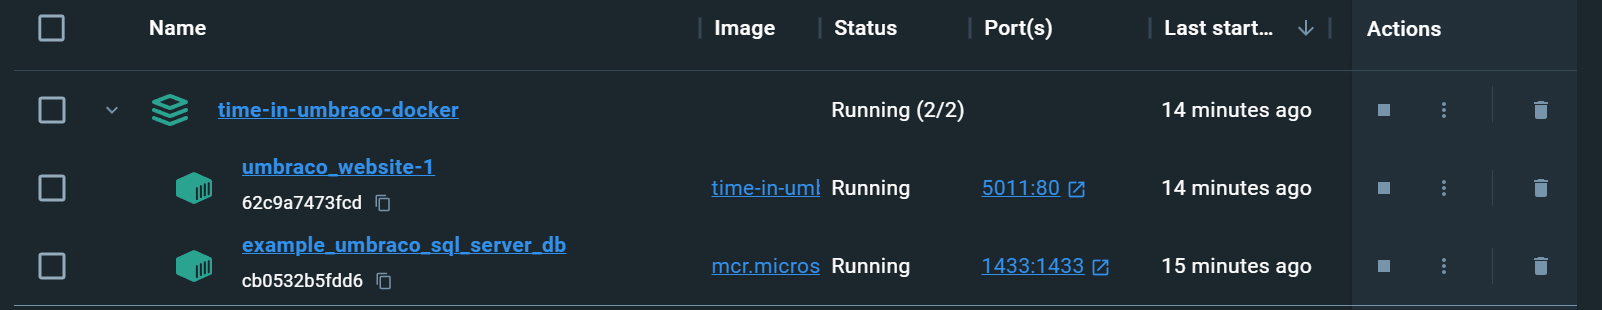 Name Image Status Port(s) Last start... Actions
time-in-umbraco-docker Running (2/2) 14 minutes ago
umbraco_website-1
62c9a7473fcd time-in-umb Running 5011:80 14 minutes ago
example_umbraco_sql_server_db
cb0532b5fdd6 mcr.micros Running 1433:1433 15 minutes ago